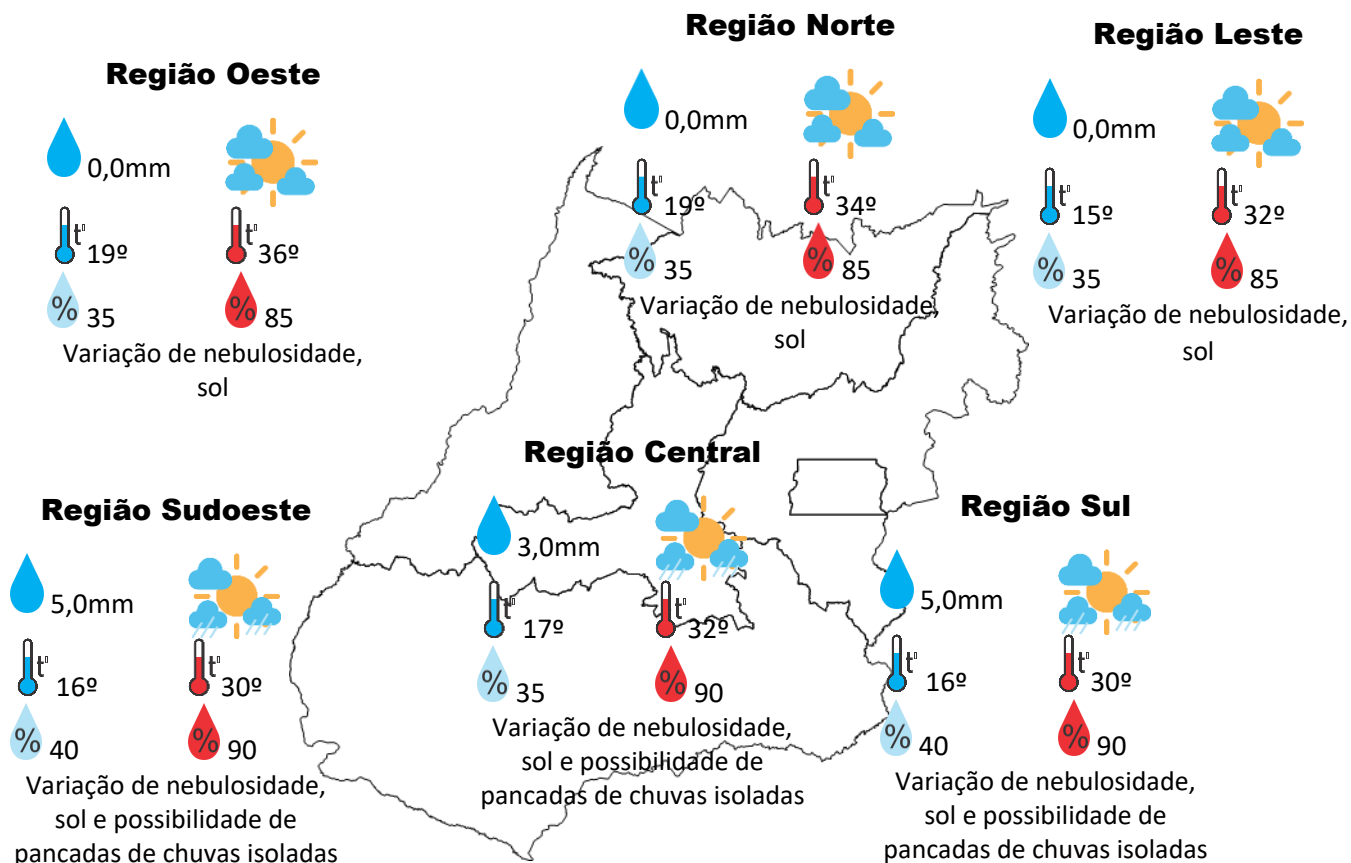 Região Norte
0,0mm
t°
19º
t°
34º
%
35
%
85
Variação de nebulosidade,
sol
Região Leste
0,0mm
t°
15º
t°
32º
%
35
%
85
Variação de nebulosidade,
sol
Região Oeste
0,0mm
t°
19º
t°
36º
%
35
%
85
Variação de nebulosidade,
sol
Região Central
3,0mm
t°
17º
t°
32º
%
35
%
90
Variação de nebulosidade,
sol e possibilidade de
pancadas de chuvas isoladas
Região Sudoeste
5,0mm
t°
16º
t°
30º
%
40
%
90
Variação de nebulosidade,
sol e possibilidade de
pancadas de chuvas isoladas
Região Sul
5,0mm
t°
16º
t°
30º
%
40
%
90
Variação de nebulosidade,
sol e possibilidade de
pancadas de chuvas isoladas